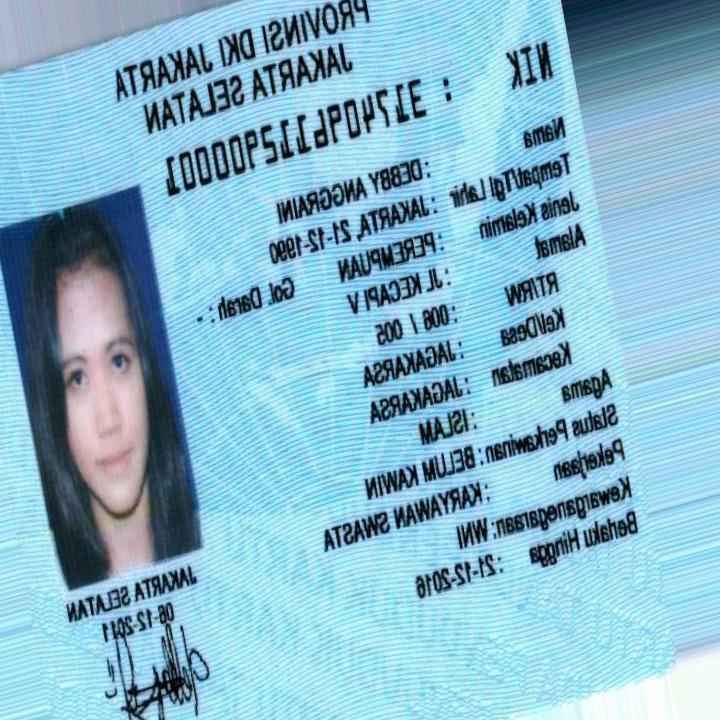 PROVINSI DKI JAKARTA
JAKARTA SELATAN
NIK : 3174096112900001
Nama : DEBBY ANGGRAINI
Tempat/Tgl Lahir : JAKARTA, 21-12-1990
Jenis Kelamin : PEREMPUAN Gol. Darah : -
Alamat : JL KECAPI V
RT/RW : 006 / 005
Kel/Desa : JAGAKARSA
Kecamatan : JAGAKARSA
Agama : ISLAM
Status Perkawinan: BELUM KAWIN
Pekerjaan : KARYAWAN SWASTA
Kewarganegaraan: WNI
Berlaku Hingga : 21-12-2016
JAKARTA SELATAN
06-12-2011